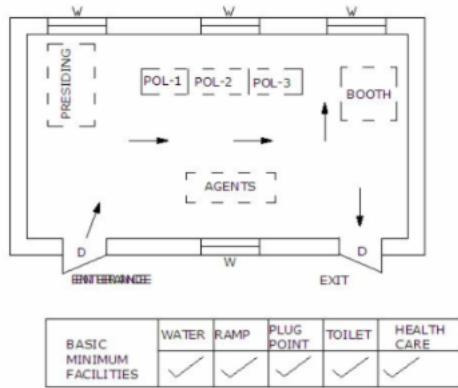 W W W
PRESIDING
POL-1 POL-2 POL-3
BOOTH
AGENTS
D D
W
EXIT
BASIC MINIMUM FACILITIES
WATER RAMP PLUG POINT TOILET HEALTH CARE